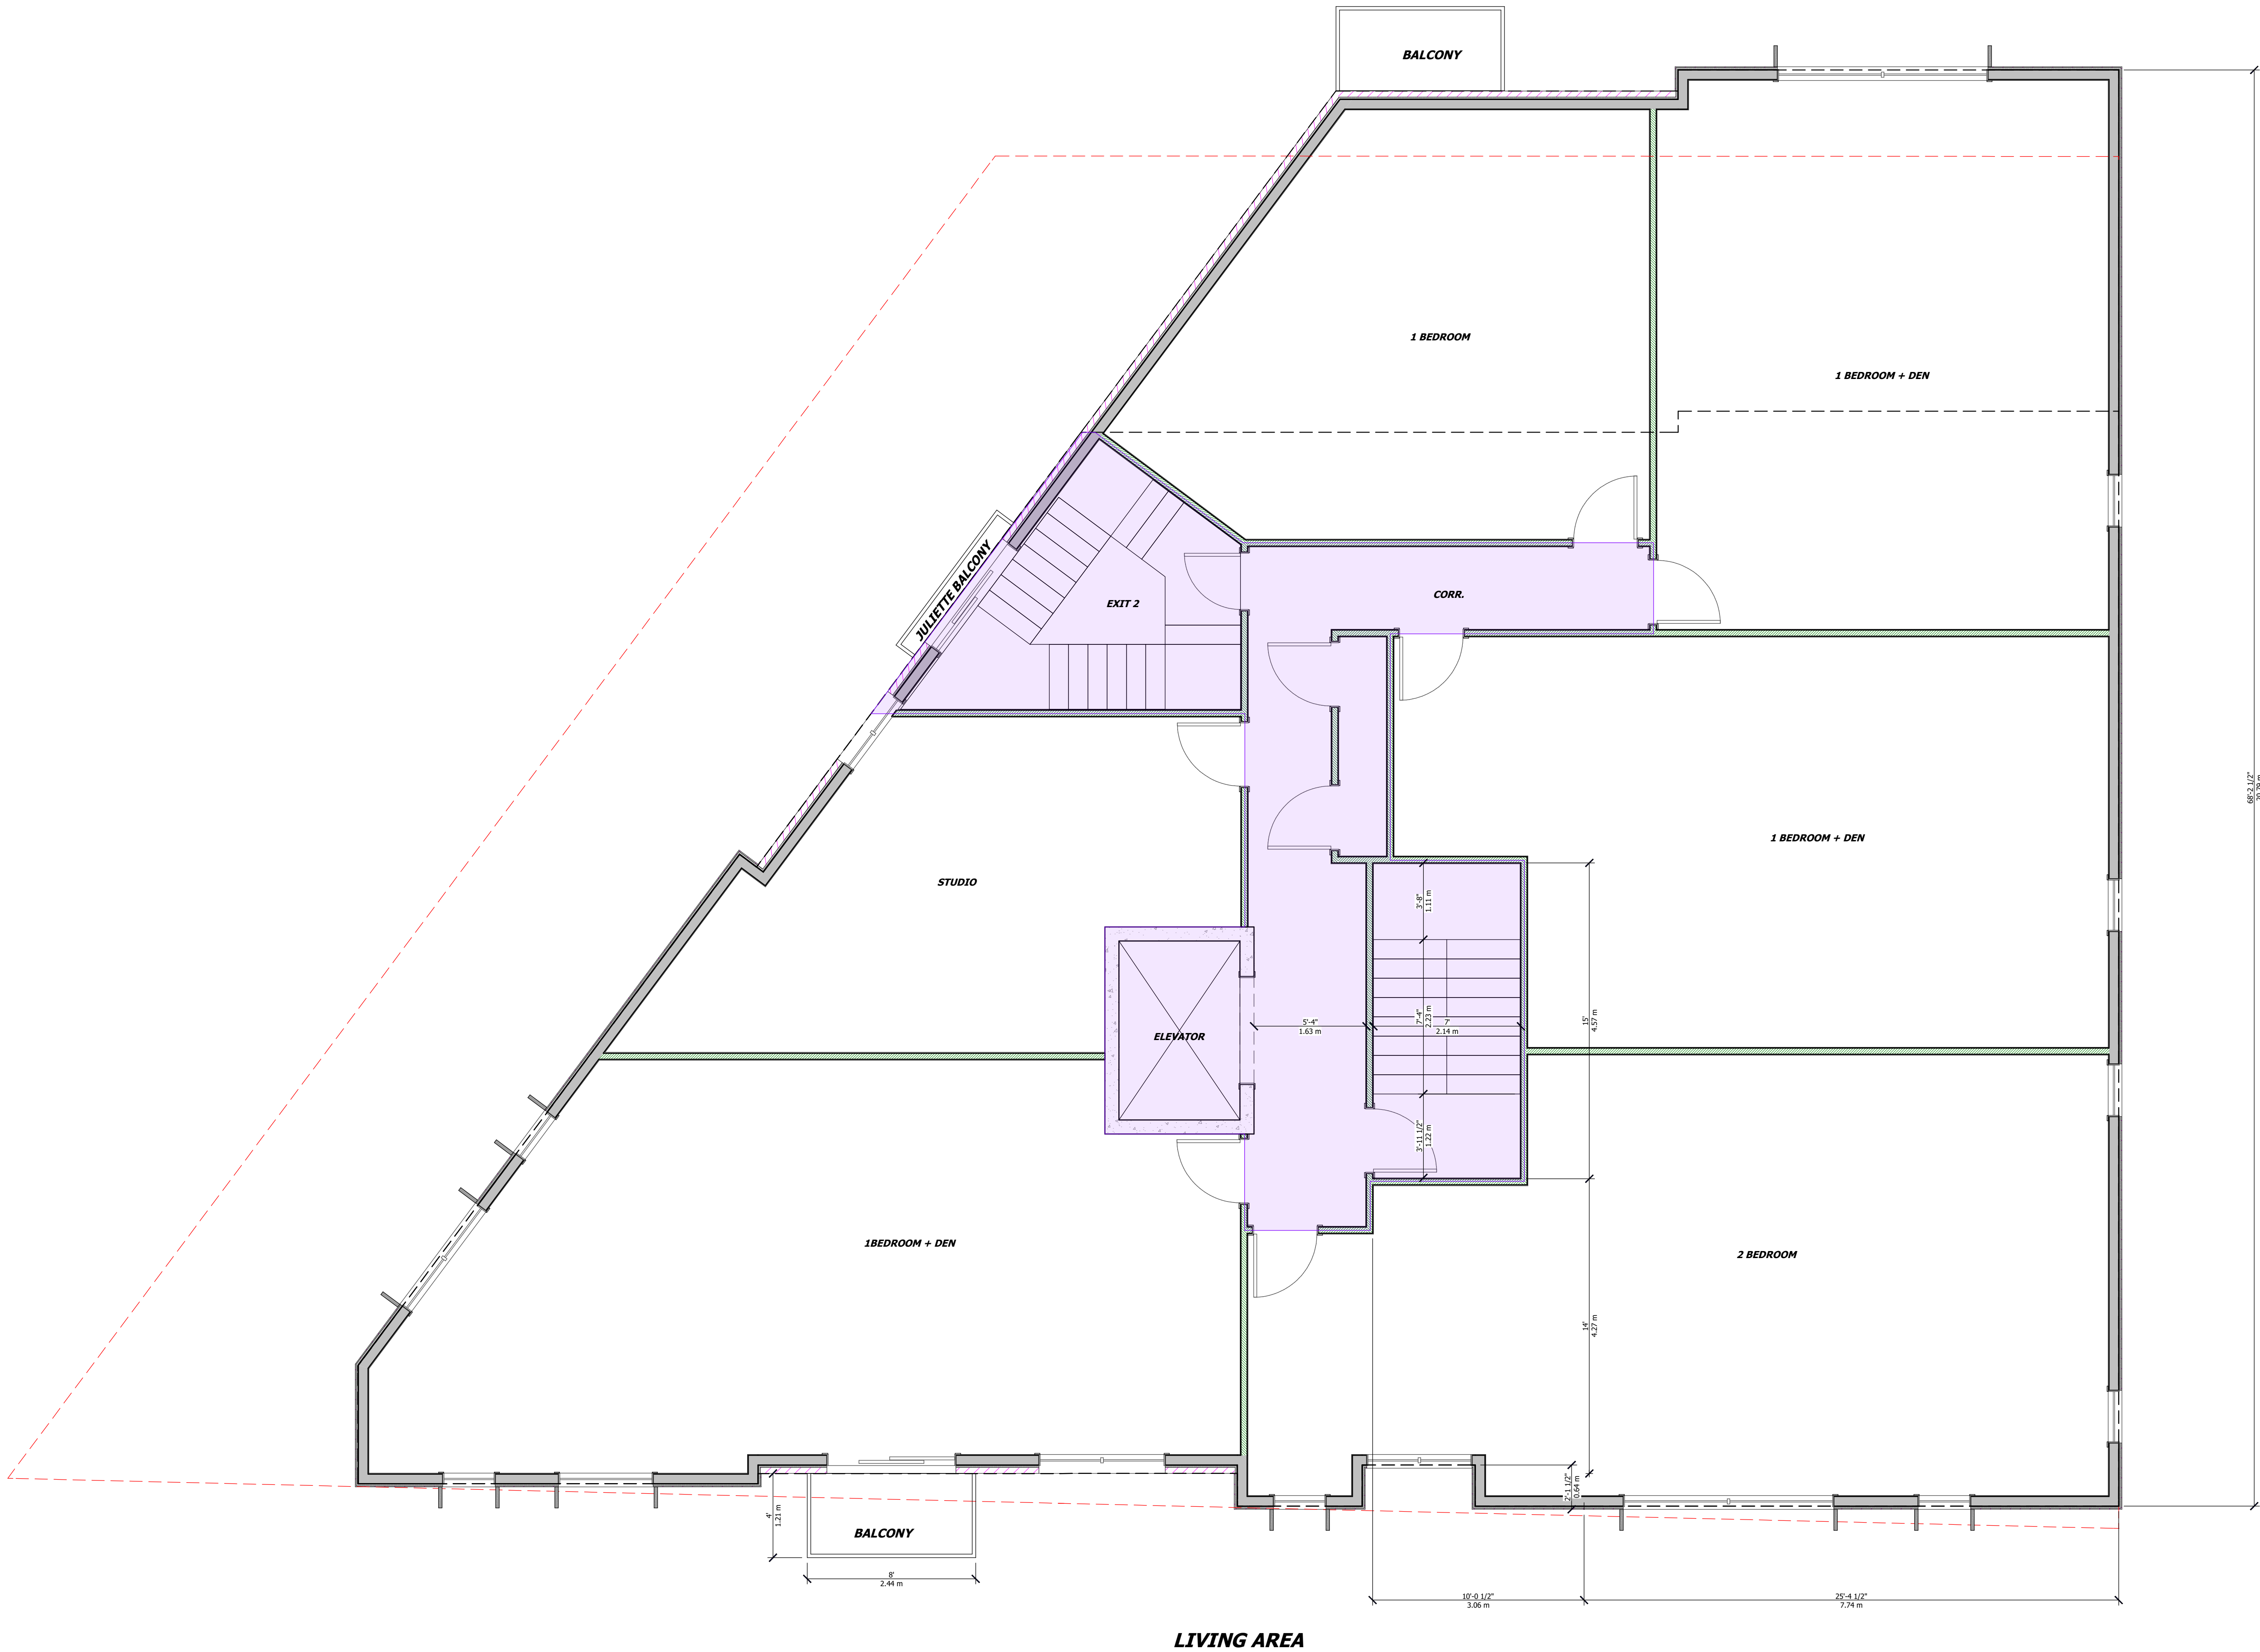 BALCONY
1 BEDROOM
1 BEDROOM + DEN
JULIETTE BALCONY
EXIT 2
CORR.
68'-2 1/2"
20.79 m
1 BEDROOM + DEN
STUDIO
3'-8"
1.11 m
ELEVATOR
5'-4"
1.63 m
7'-4"
2.23 m
7'
2.14 m
15'
4.57 m
3'-11 1/2"
1.22 m
1BEDROOM + DEN
2 BEDROOM
14'
4.27 m
2'-1 1/2"
0.64 m
4'
1.21 m
BALCONY
8'
2.44 m
10'-0 1/2"
3.06 m
25'-4 1/2"
7.74 m
LIVING AREA